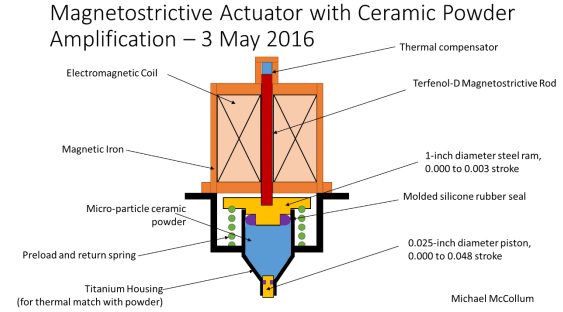 Magnetostrictive Actuator with Ceramic Powder
Amplification – 3 May 2016
Thermal compensator
Electromagnetic Coil
Terfenol-D Magnetostrictive Rod
Magnetic Iron
1-inch diameter steel ram,
0.000 to 0.003 stroke
Molded silicone rubber seal
Micro-particle ceramic
powder
0.025-inch diameter piston,
0.000 to 0.048 stroke
Preload and return spring
Titanium Housing
(for thermal match with powder)
Michael McCollum